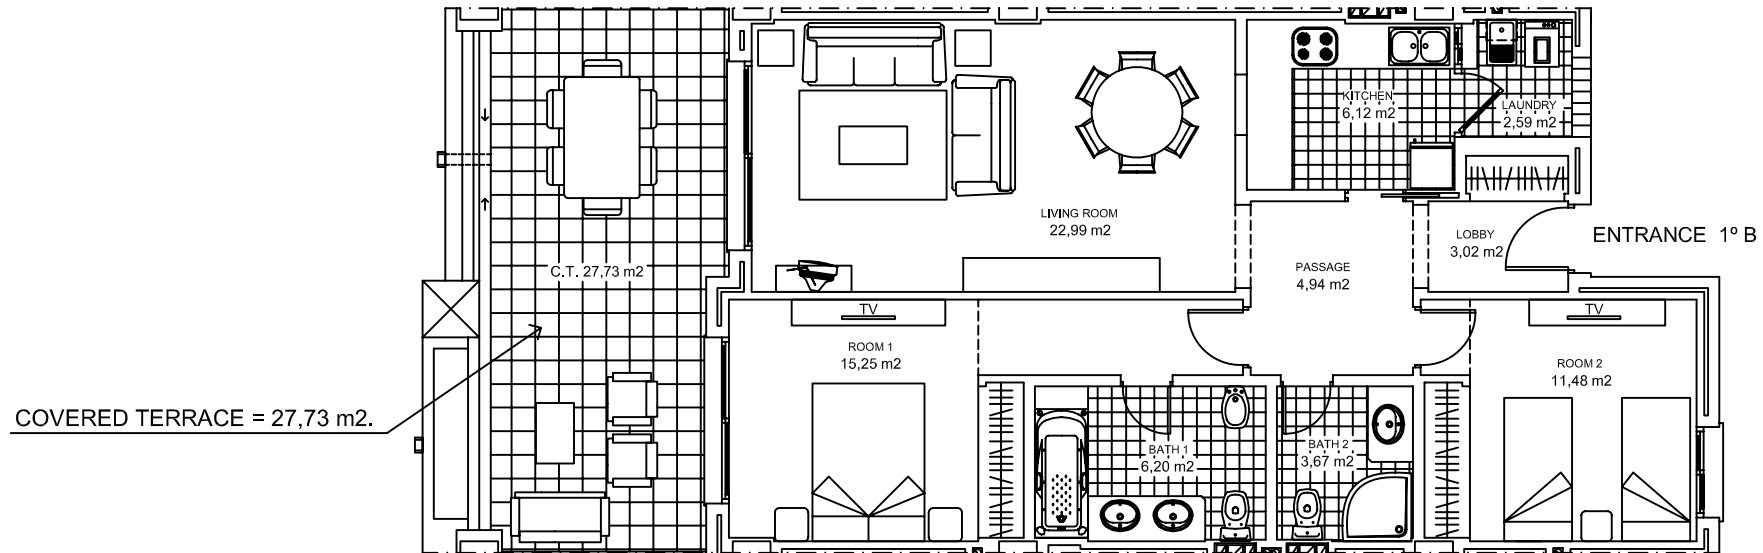 KITCHEN
6,12 m2
LAUNDRY
2,59 m2
LIVING ROOM
22,99 m2
LOBBY
3,02 m2
ENTRANCE 1º B
C.T. 27,73 m2
PASSAGE
4,94 m2
TV
TV
ROOM 1
15,25 m2
ROOM 2
11,48 m2
COVERED TERRACE = 27,73 m2.
BATH 1
6,20 m2
BATH 2
3,67 m2